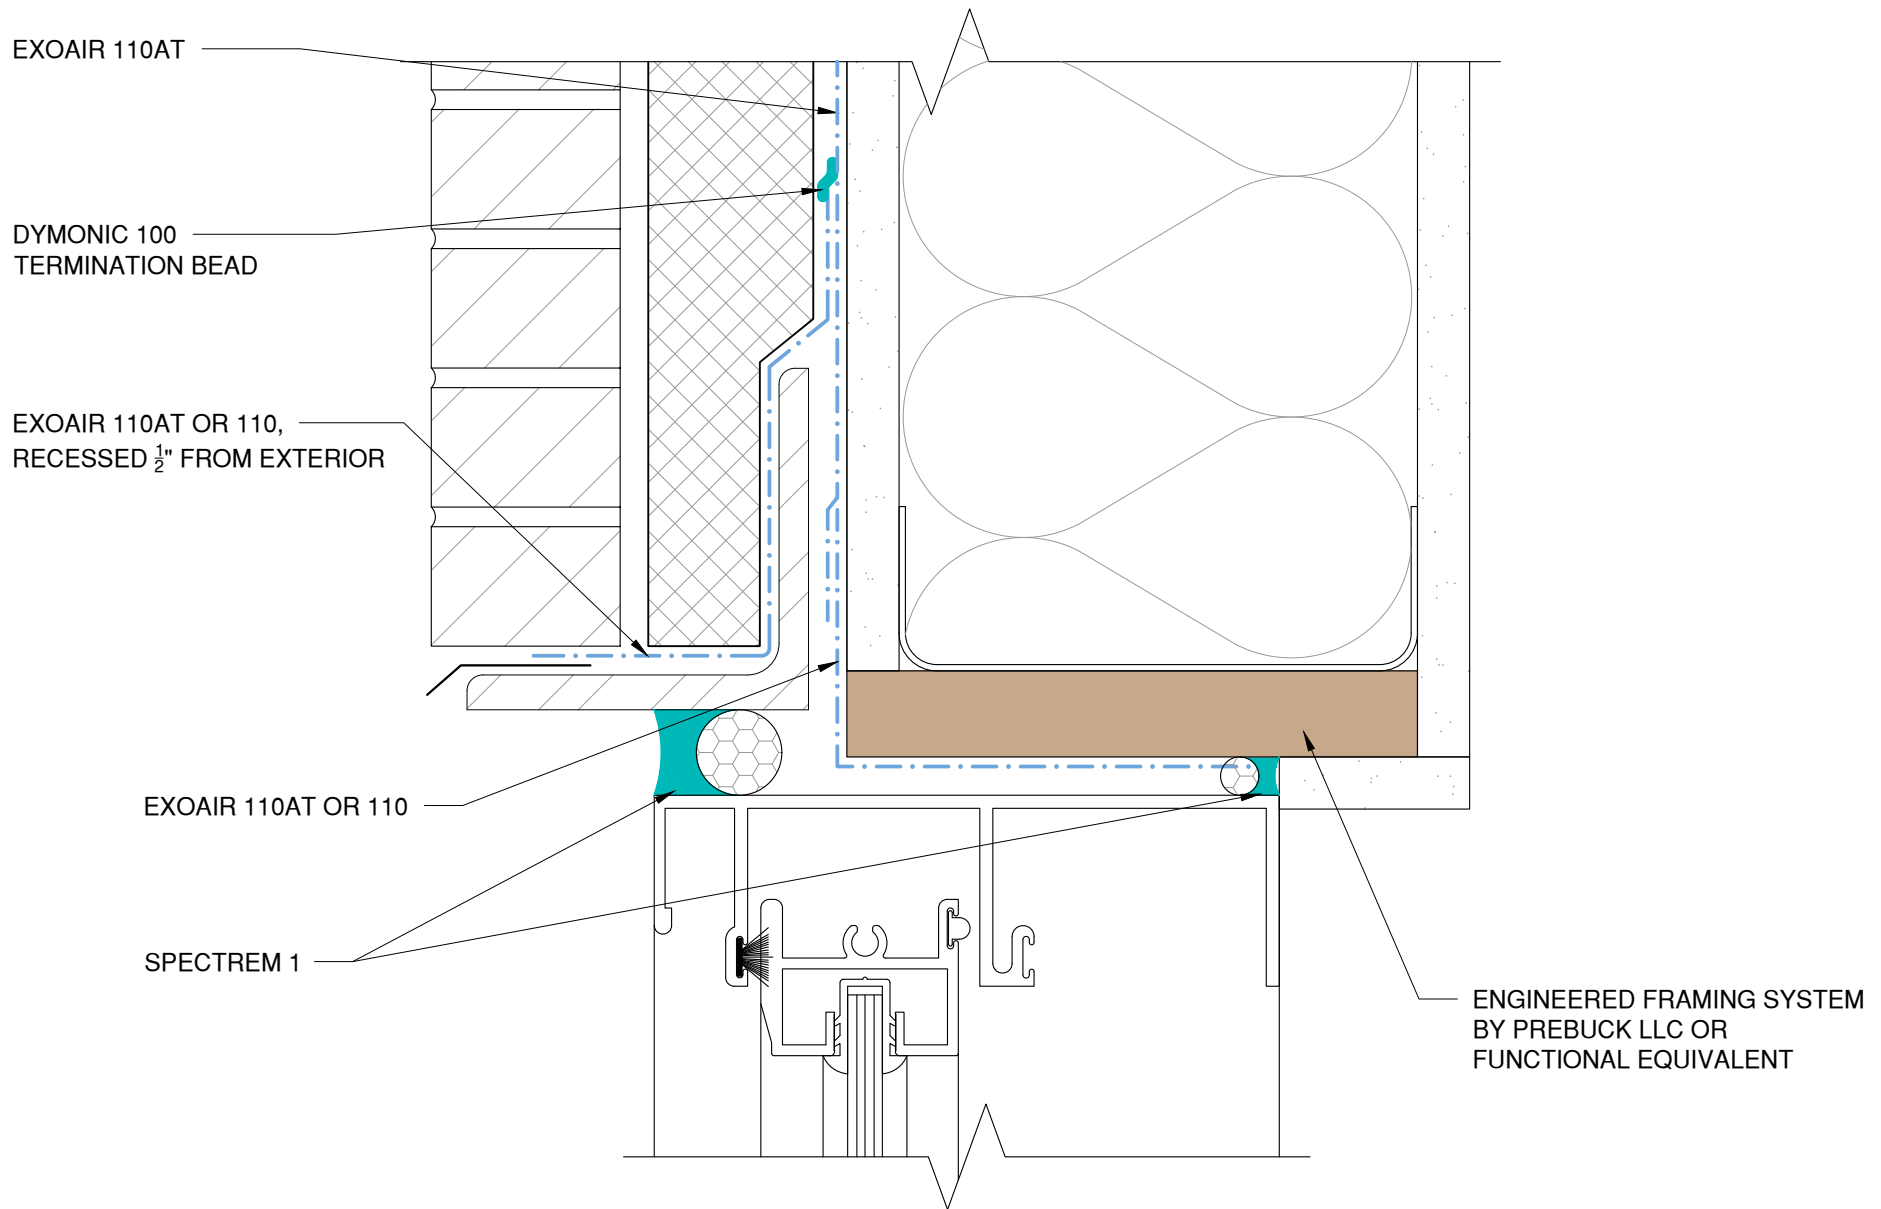 EXOAIR 110AT
DYMONIC 100
TERMINATION BEAD
EXOAIR 110AT OR 110,
RECESSED 1/2" FROM EXTERIOR
EXOAIR 110AT OR 110
SPECTREM 1
ENGINEERED FRAMING SYSTEM
BY PREBUCK LLC OR
FUNCTIONAL EQUIVALENT